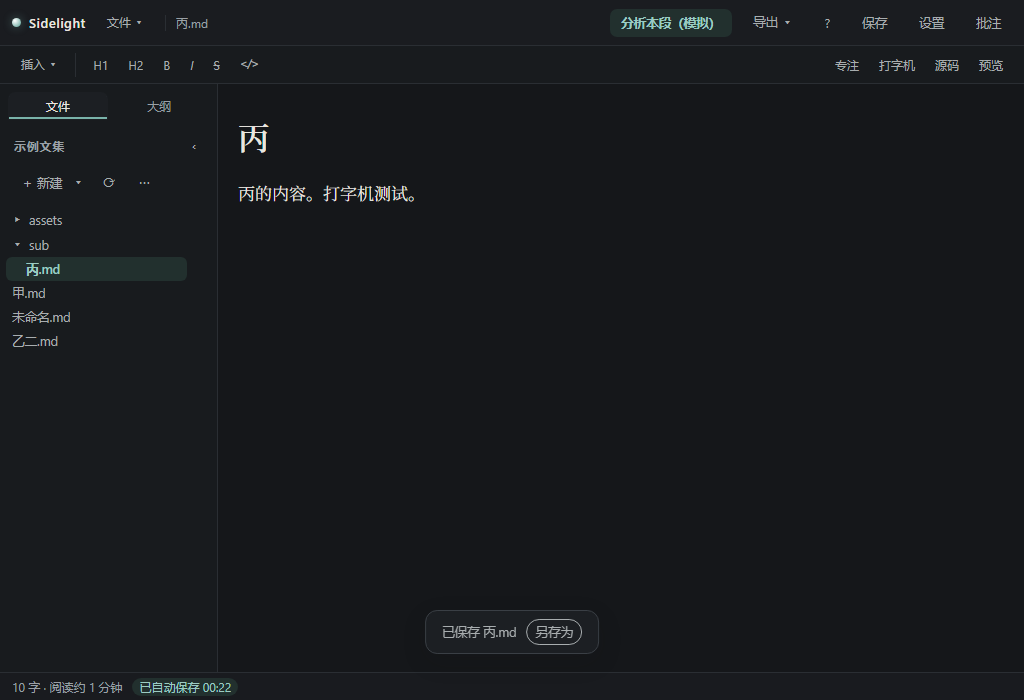 Sidelight 文件 丙.md 分析本段（模拟） 导出 ? 保存 设置 批注
插入 H1 H2 B I S </> 专注 打字机 源码 预览
文件 大纲
示例文集
+ 新建 ...
assets
sub
丙.md
甲.md
未命名.md
乙二.md
丙
丙的内容。打字机测试。
已保存 丙.md 另存为
10 字 · 阅读约 1 分钟 已自动保存 00:22